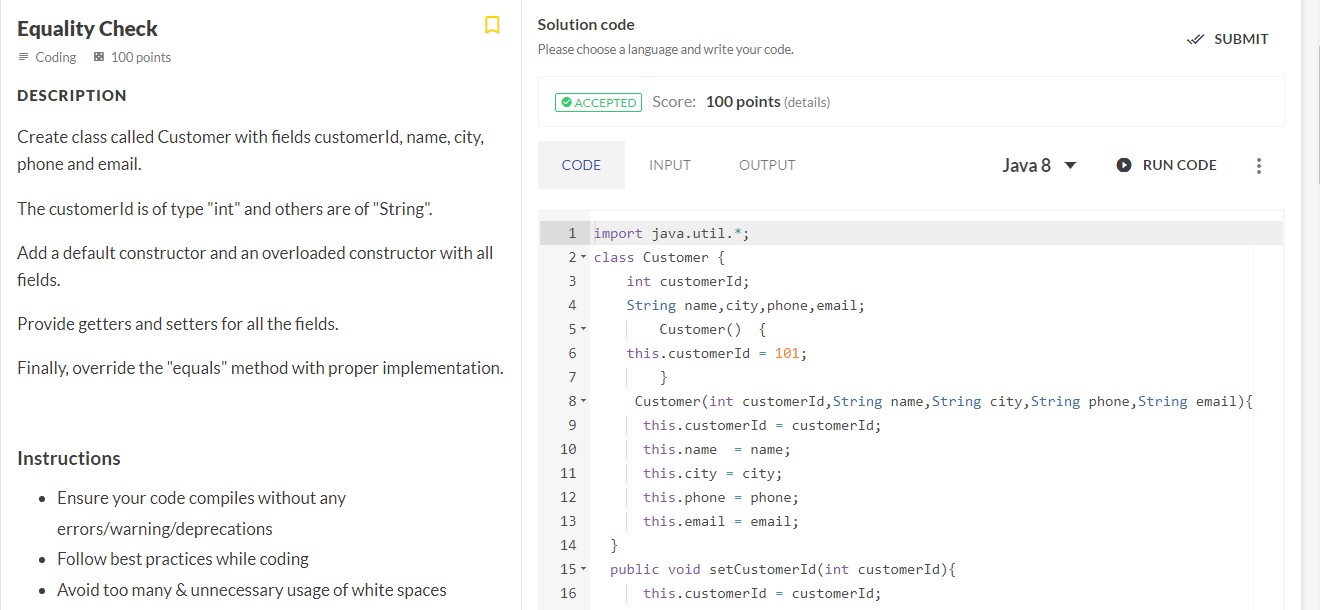 Equality Check
Coding 100 points
DESCRIPTION
Create class called Customer with fields customerId, name, city,
phone and email.
The customerId is of type "int" and others are of "String".
Add a default constructor and an overloaded constructor with all
fields.
Provide getters and setters for all the fields.
Finally, override the "equals" method with proper implementation.
Instructions
• Ensure your code compiles without any
errors/warning/deprecations
• Follow best practices while coding
• Avoid too many & unnecessary usage of white spaces
Solution code
Please choose a language and write your code.
SUBMIT
ACCEPTED Score: 100 points (details)
CODE INPUT OUTPUT Java 8 RUN CODE
1 import java.util.*;
2 class Customer {
3 int customerId;
4 String name,city,phone,email;
5 Customer() {
6 this.customerId = 101;
7 }
8 Customer(int customerId,String name,String city,String phone,String email){
9 this.customerId = customerId;
10 this.name = name;
11 this.city = city;
12 this.phone = phone;
13 this.email = email;
14 }
15 public void setCustomerId(int customerId){
16 this.customerId = customerId;